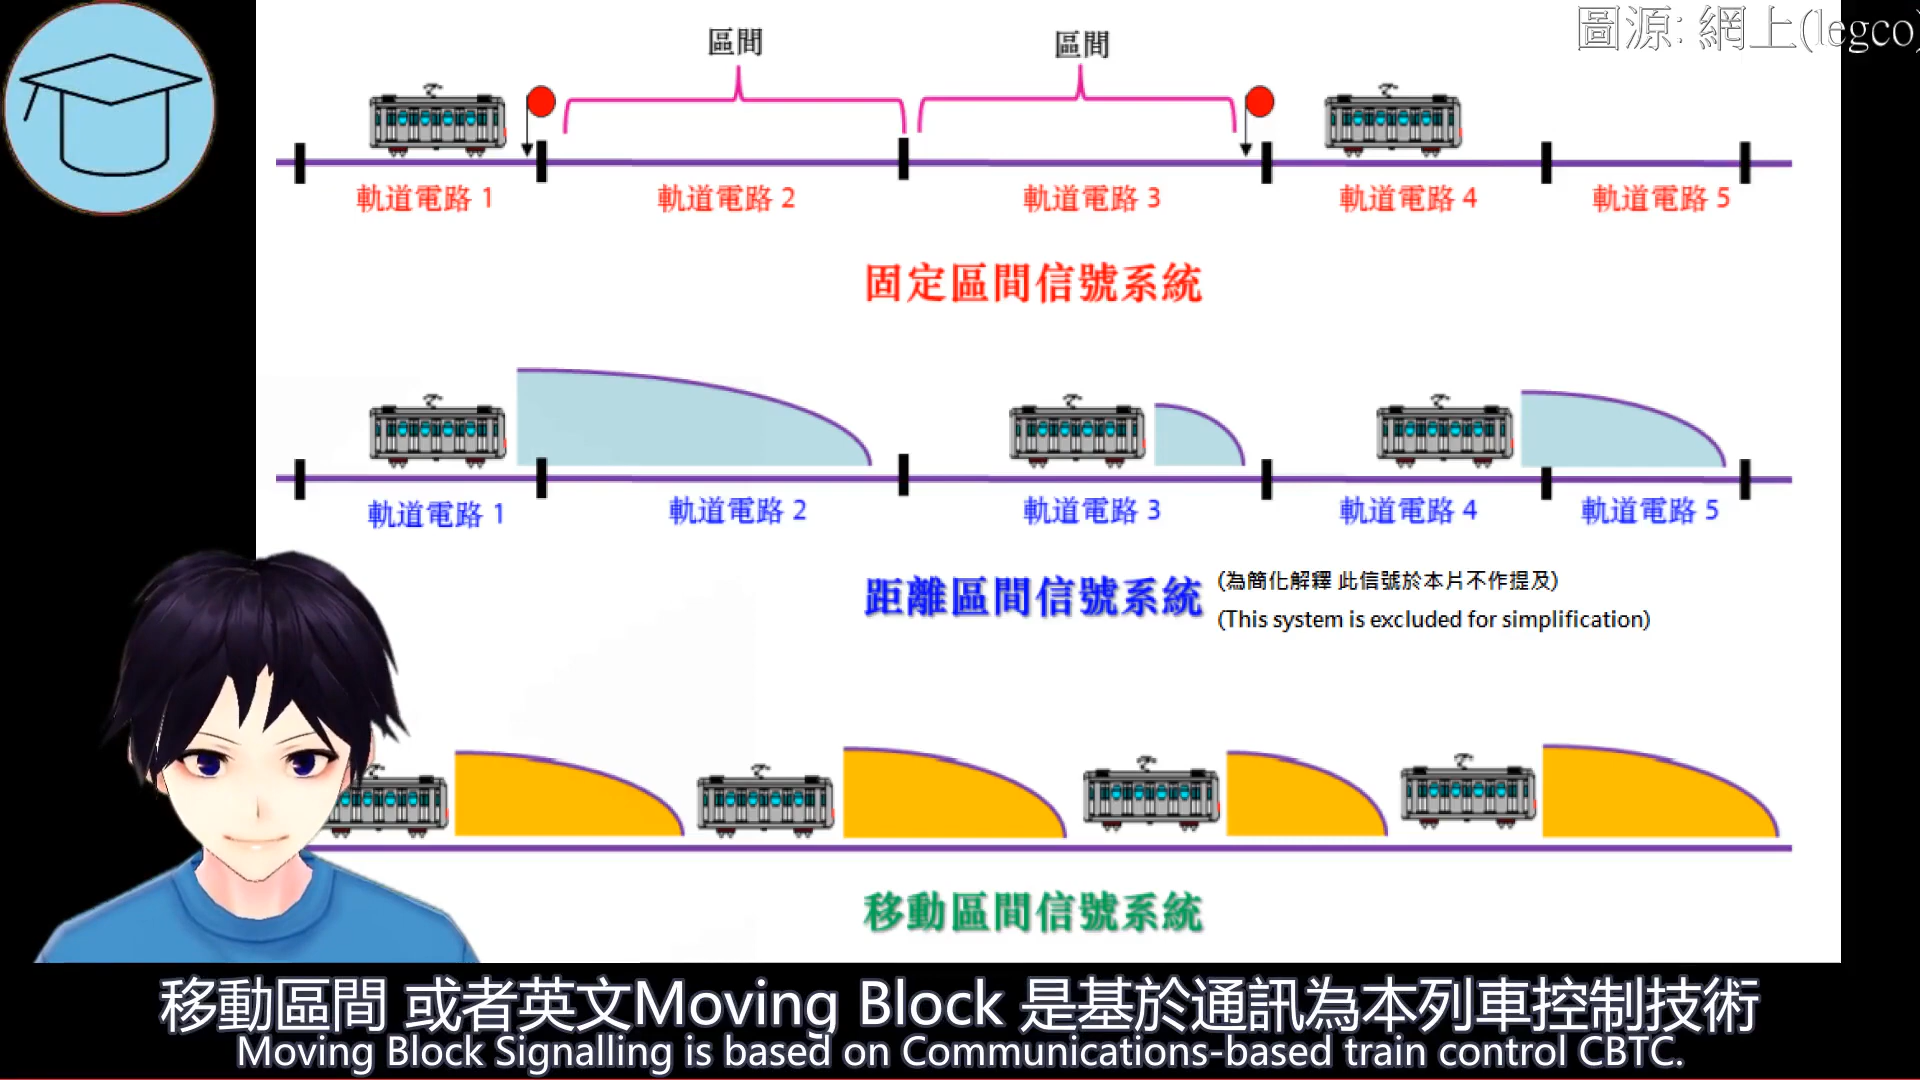 圖源: 網上(legco)
區間 區間
軌道電路 1 軌道電路 2 軌道電路 3 軌道電路 4 軌道電路 5
固定區間信號系統
軌道電路 1 軌道電路 2 軌道電路 3 軌道電路 4 軌道電路 5
距離區間信號系統
(為簡化解釋 此信號於本片不作提及)
(This system is excluded for simplification)
移動區間信號系統
移動區間 或者英文Moving Block 是基於通訊為本列車控制技術
Moving Block Signalling is based on Communications-based train control CBTC.